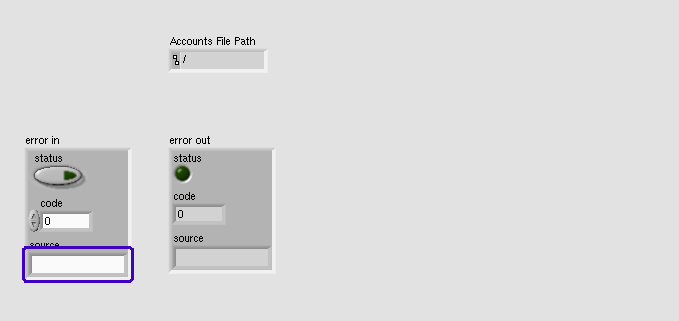 Accounts File Path
/
error in
status
code
0
source
error out
status
code
0
source